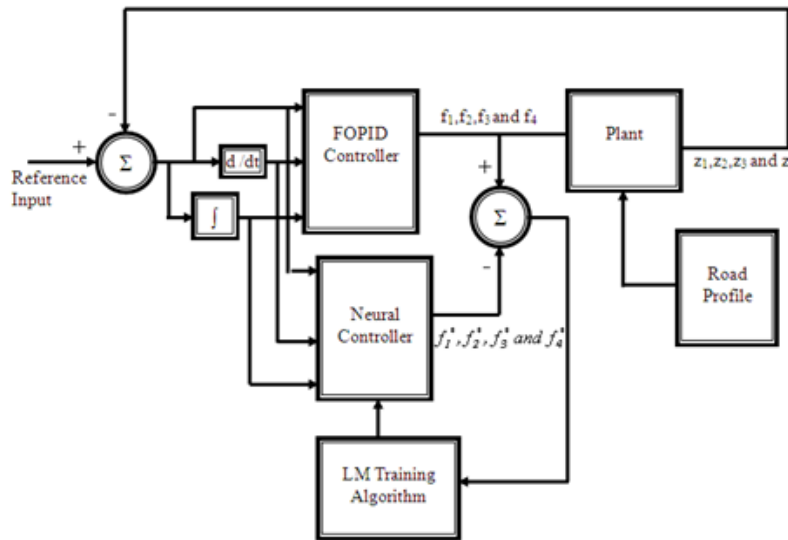 -
+
Σ
Reference
Input
d /dt
∫
FOPID
Controller
f₁,f₂,f₃ and f₄
Plant
z₁,z₂,z₃ and z
+
Σ
-
Road
Profile
Neural
Controller
f₁*, f₂*, f₃* and f₄*
LM Training
Algorithm